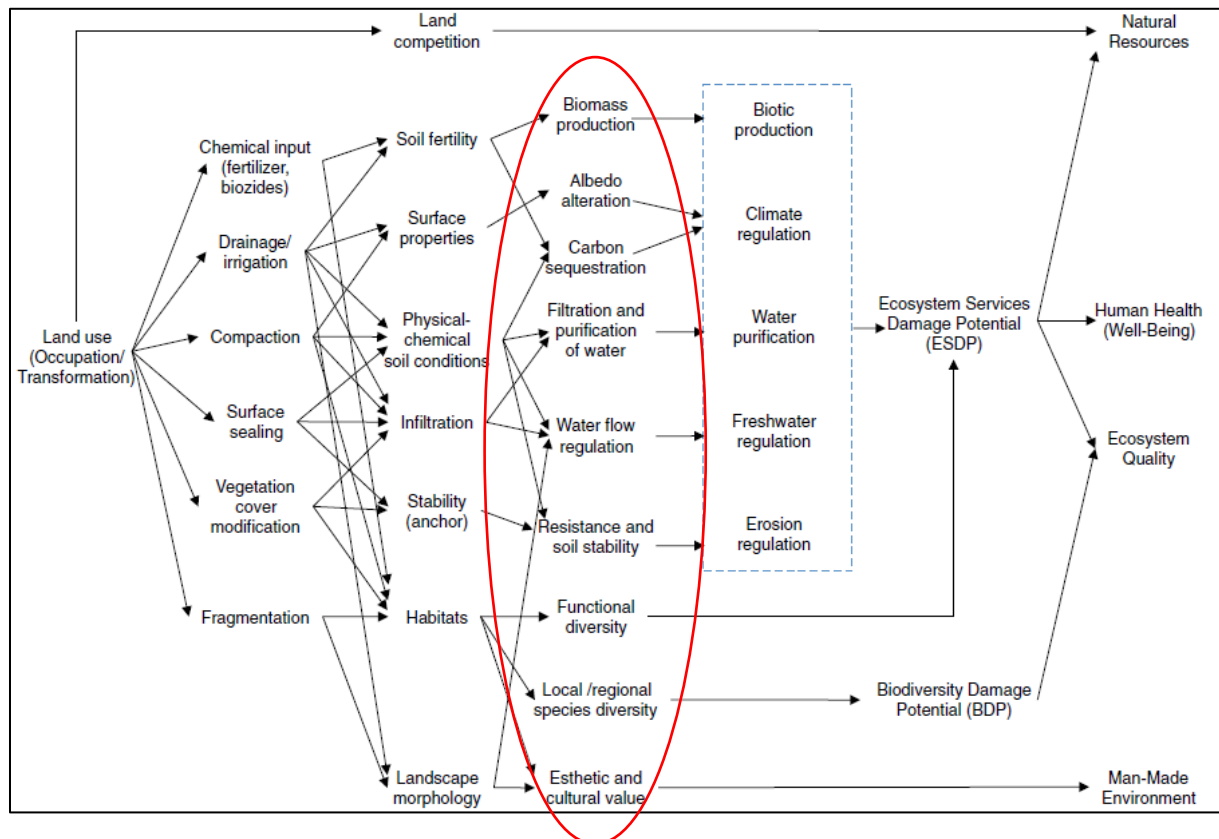 Land
competition
Natural
Resources
Biomass
production
Biotic
production
Chemical input
(fertilizer,
biozides)
Soil fertility
Albedo
alteration
Surface
properties
Climate
regulation
Drainage/
irrigation
Carbon
sequestration
Land use
(Occupation/
Transformation)
Compaction
Physical-
chemical
soil conditions
Filtration and
purification
of water
Water
purification
Ecosystem Services
Damage Potential
(ESDP)
Human Health
(Well-Being)
Surface
sealing
Infiltration
Water flow
regulation
Freshwater
regulation
Ecosystem
Quality
Vegetation
cover
modification
Stability
(anchor)
Resistance and
soil stability
Erosion
regulation
Fragmentation
Habitats
Functional
diversity
Local /regional
species diversity
Biodiversity Damage
Potential (BDP)
Landscape
morphology
Esthetic and
cultural value
Man-Made
Environment